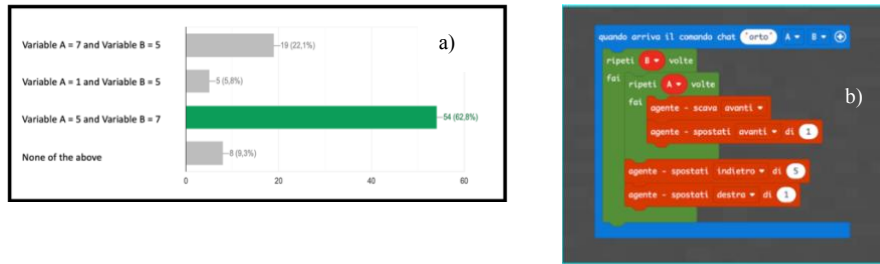 a)
Variable A = 7 and Variable B = 5
19 (22,1%)
Variable A = 1 and Variable B = 5
5 (5,8%)
Variable A = 5 and Variable B = 7
54 (62,8%)
None of the above
8 (9,3%)
0 20 40 60
b)
quando arriva il comando chat "orto" A B
ripeti B volte
fai
ripeti A volte
fai
agente - scava avanti
agente - spostati avanti di 1
agente - spostati indietro di 5
agente - spostati destra di 1